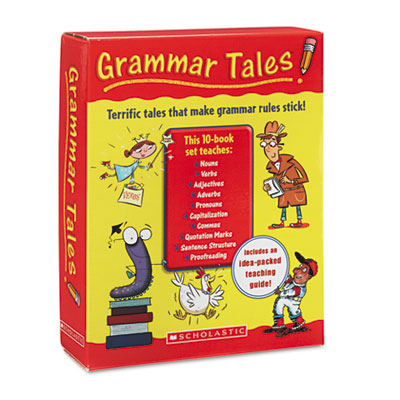 Grammar Tales!
Terrific tales that make grammar rules stick!
This 10-book
set teaches:
Nouns
Verbs
Adjectives
Adverbs
Pronouns
Capitalization
Commas
Quotation Marks
Sentence Structure
Proofreading
Includes an
idea-packed
teaching
guide!
SCHOLASTIC
Grammar Tales!